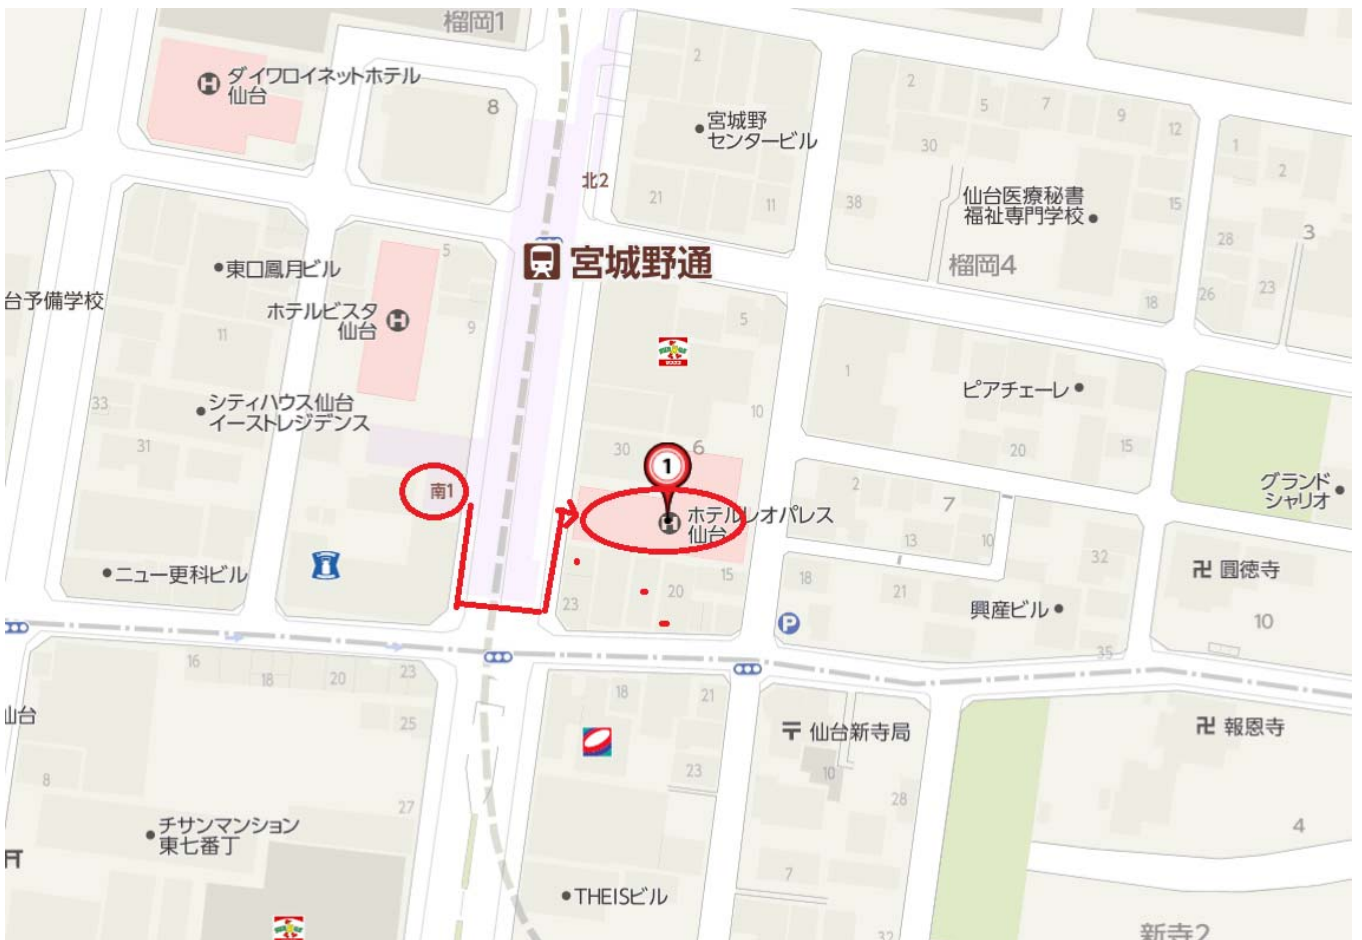 榴岡1
ダイワロイネットホテル
仙台
8
2
宮城野
センタービル
21
11
北2
2
5
7
9
12
30
38
仙台医療秘書
福祉専門学校
15
18
榴岡4
1
2
3
28
26
23
東口鳳月ビル
台予備学校
11
5
ホテルビスタ
仙台
9
宮城野通
5
シティハウス仙台
イーストレジデンス
33
31
10
30
6
1
1
ピアチェーレ
20
15
グランド
シャリオ
南1
ホテルレオパレス
仙台
2
7
13
10
32
ニュー更科ビル
23
20
15
18
21
P
興産ビル
35
卍 圓徳寺
10
16
18
20
23
25
仙台
8
27
チサンマンション
東七番丁
18
21
23
〒 仙台新寺局
10
28
7
32
THEISビル
卍 報恩寺
4
新寺2